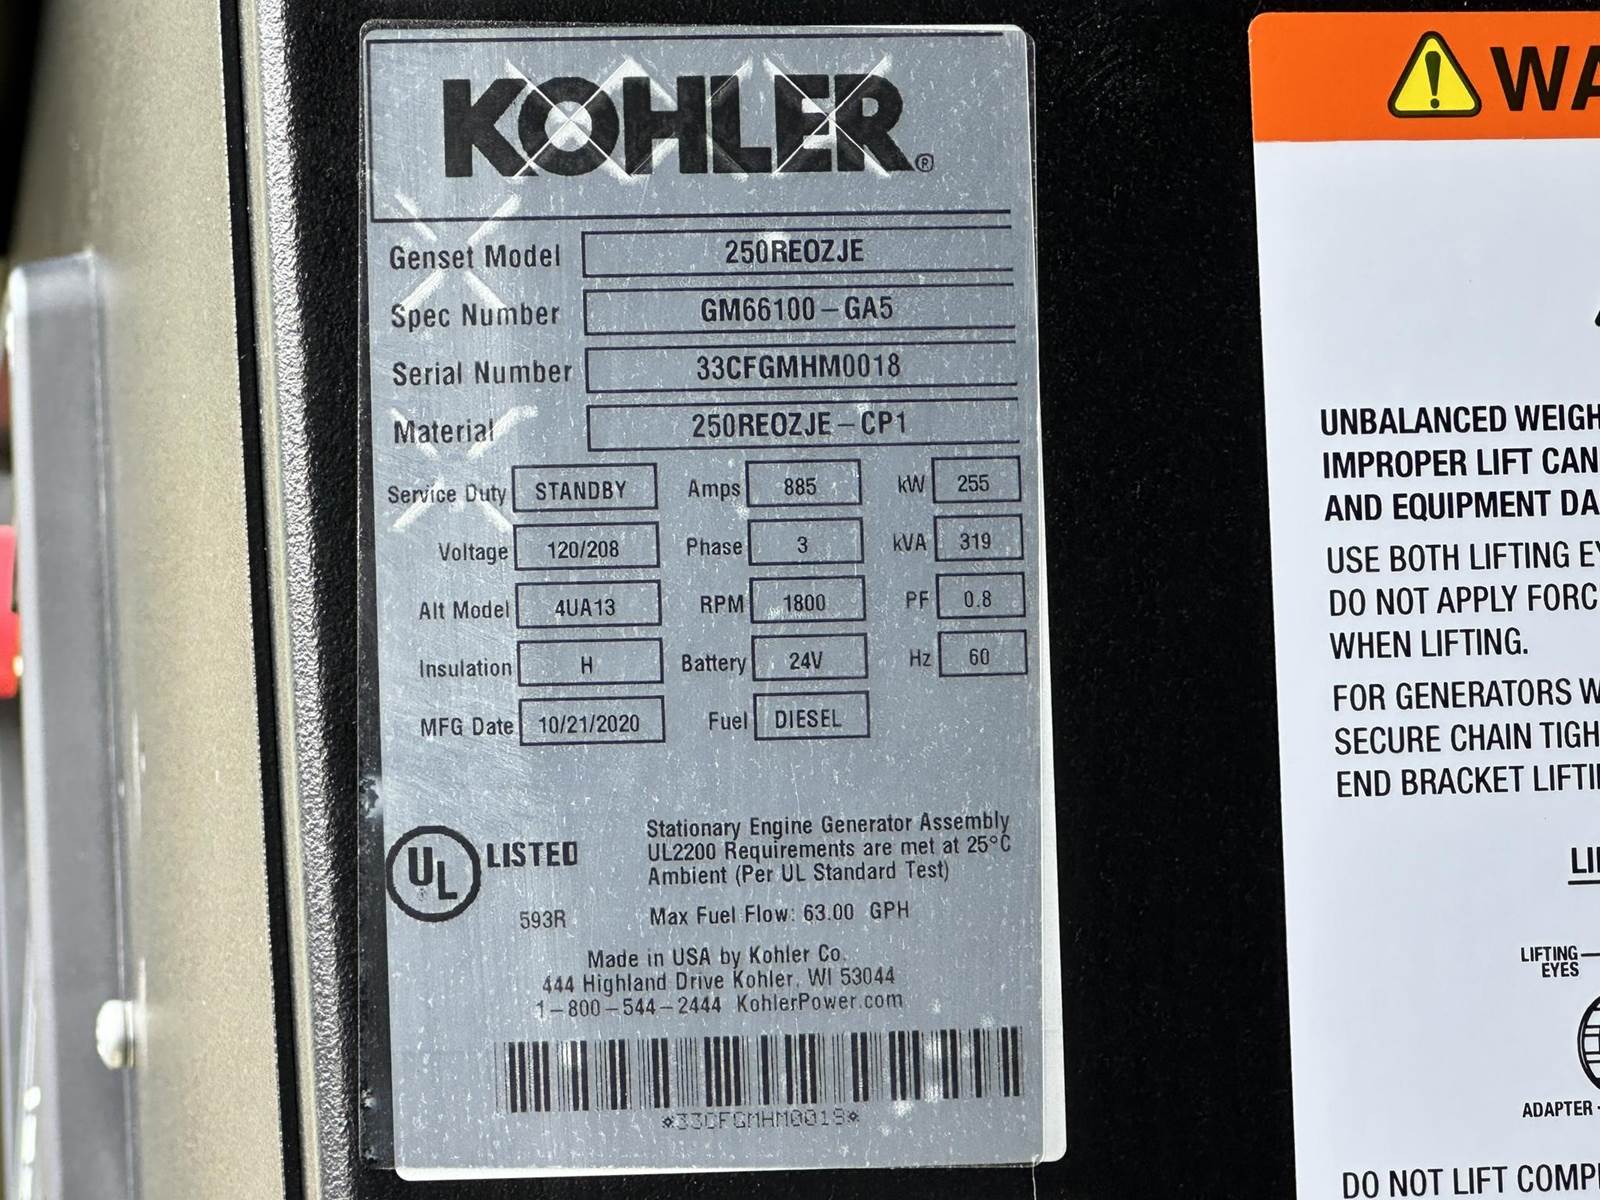 KOHLER®
Genset Model 250REOZJE
Spec Number GM66100-GA5
Serial Number 33CFGMHM0018
Material 250REOZJE-CP1
Service Duty STANDBY Amps 885 kW 255
Voltage 120/208 Phase 3 kVA 319
Alt Model 4UA13 RPM 1800 PF 0.8
Insulation H Battery 24V Hz 60
MFG Date 10/21/2020 Fuel DIESEL
UL LISTED
593R
Stationary Engine Generator Assembly
UL2200 Requirements are met at 25°C
Ambient (Per UL Standard Test)
Max Fuel Flow: 63.00 GPH
Made in USA by Kohler Co.
444 Highland Drive Kohler, WI 53044
1-800-544-2444 KohlerPower.com
*33CFGMHM0018*
WA
UNBALANCED WEIGH
IMPROPER LIFT CAN
AND EQUIPMENT DA
USE BOTH LIFTING EY
DO NOT APPLY FORC
WHEN LIFTING.
FOR GENERATORS W
SECURE CHAIN TIGH
END BRACKET LIFTI
LI
LIFTING
EYES
ADAPTER
DO NOT LIFT COMP